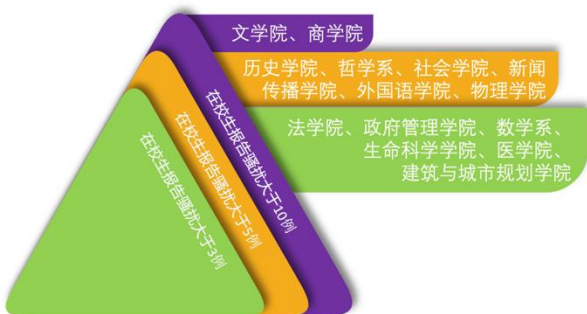 文学院、商学院
历史学院、哲学系、社会学院、新闻
传播学院、外国语学院、物理学院
法学院、政府管理学院、数学系、
生命科学学院、医学院、
建筑与城市规划学院
在校生报告骚扰大于10例
在校生报告骚扰大于5例
在校生报告骚扰大于3例